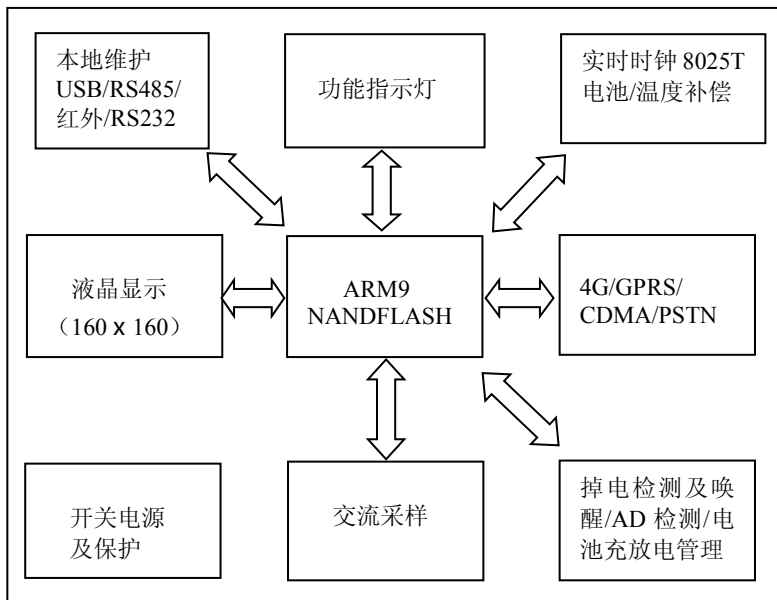 本地维护
USB/RS485/
红外/RS232
功能指示灯
实时时钟 8025T
电池/温度补偿
液晶显示
（160 x 160）
ARM9
NANDFLASH
4G/GPRS/
CDMA/PSTN
开关电源
及保护
交流采样
掉电检测及唤
醒/AD 检测/电
池充放电管理